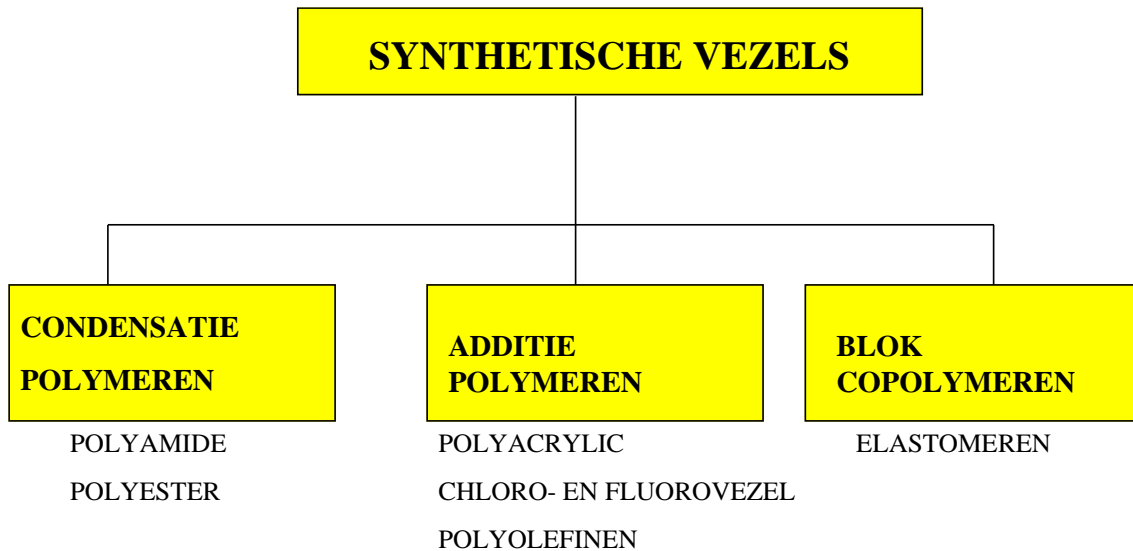 SYNTHETISCHE VEZELS
CONDENSATIE
POLYMEREN
POLYAMIDE
POLYESTER
ADDITIE
POLYMEREN
POLYACRYLIC
CHLORO- EN FLUOROVEZEL
POLYOLEFINEN
BLOK
COPOLYMEREN
ELASTOMEREN